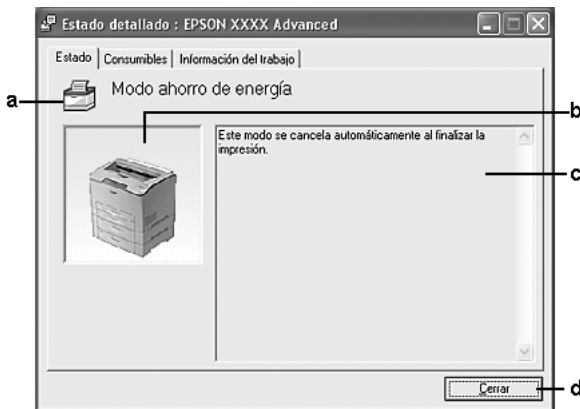 Estado detallado : EPSON XXXX Advanced
Estado Consumibles Información del trabajo
a
Modo ahorro de energía
b
Este modo se cancela automáticamente al finalizar la
impresión.
c
Cerrar
d